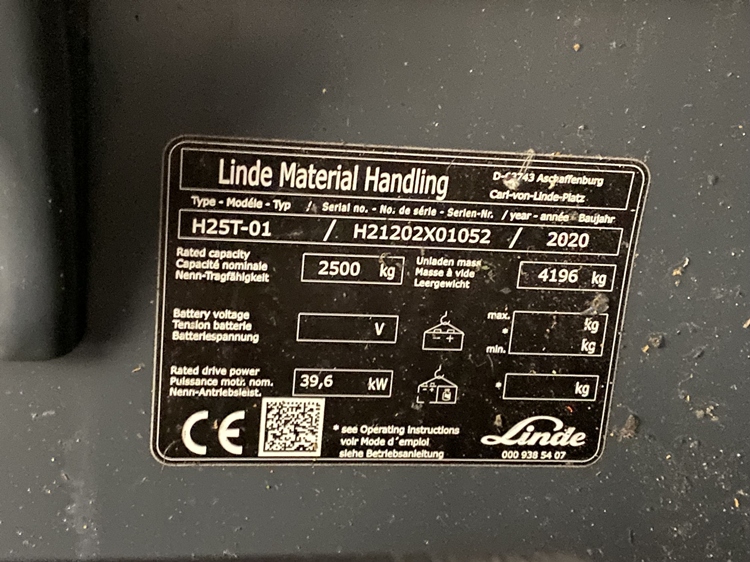 Linde Material Handling
D-63743 Aschaffenburg
Carl-von-Linde-Platz
Type - Modéle - Typ / Serial no. - No. de série - Serien-Nr. / year - année - Baujahr
H25T-01 / H21202X01052 / 2020
Rated capacity
Capacité nominale
Nenn-Tragfähigkeit
2500 kg
Unladen mass
Masse à vide
Leergewicht
4196 kg
Battery voltage
Tension batterie
Batteriespannung
V
- +
max. kg
*
min. kg
Rated drive power
Puissance motr. nom.
Nenn-Antriebsleist.
39,6 kW
* kg
CE
* see Operating Instructions
voir Mode d´emploi
siehe Betriebsanleitung
Linde
000 938 54 07